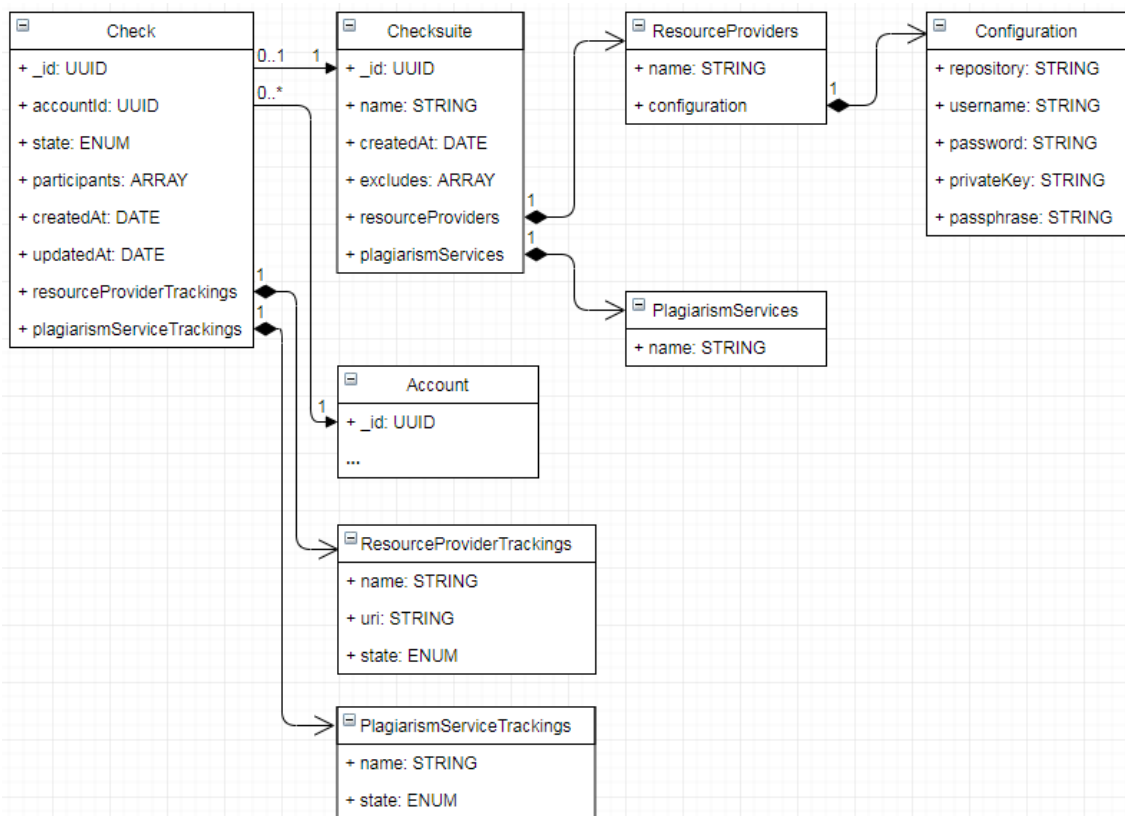 Check
+ _id: UUID
+ accountId: UUID
+ state: ENUM
+ participants: ARRAY
+ createdAt: DATE
+ updatedAt: DATE
+ resourceProviderTrackings
+ plagiarismServiceTrackings
0..1
1
0..*
1
1
1
Checksuite
+ _id: UUID
+ name: STRING
+ createdAt: DATE
+ excludes: ARRAY
+ resourceProviders
+ plagiarismServices
1
1
ResourceProviders
+ name: STRING
+ configuration
1
Configuration
+ repository: STRING
+ username: STRING
+ password: STRING
+ privateKey: STRING
+ passphrase: STRING
PlagiarismServices
+ name: STRING
Account
+ _id: UUID
...
ResourceProviderTrackings
+ name: STRING
+ uri: STRING
+ state: ENUM
PlagiarismServiceTrackings
+ name: STRING
+ state: ENUM